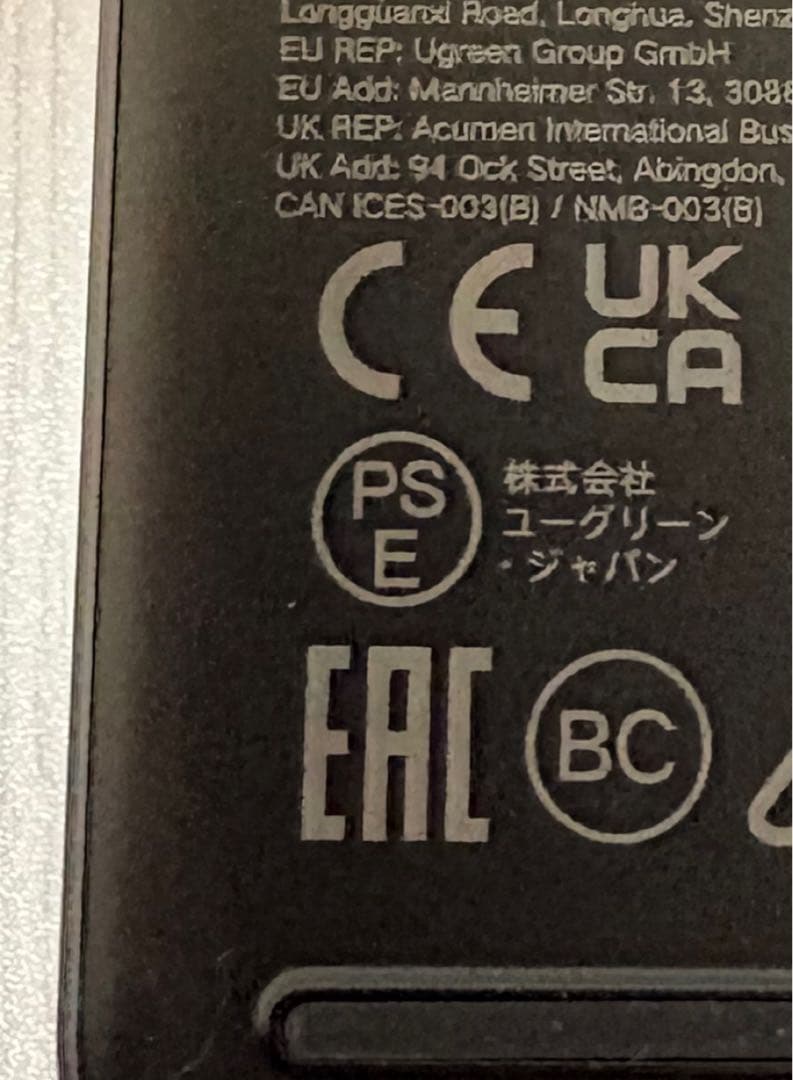 Longguanxi Road, Longhua, Shenz
EU REP: Ugreen Group GmbH
EU Add: Mannheimer Str. 13, 3088
UK REP: Acumen International Bus
UK Add: 94 Ock Street, Abingdon,
CAN ICES-003(B) / NMB-003(B)
CE UK
CA
PS
E
株式会社
ユーグリーン
・ジャパン
EAC BC